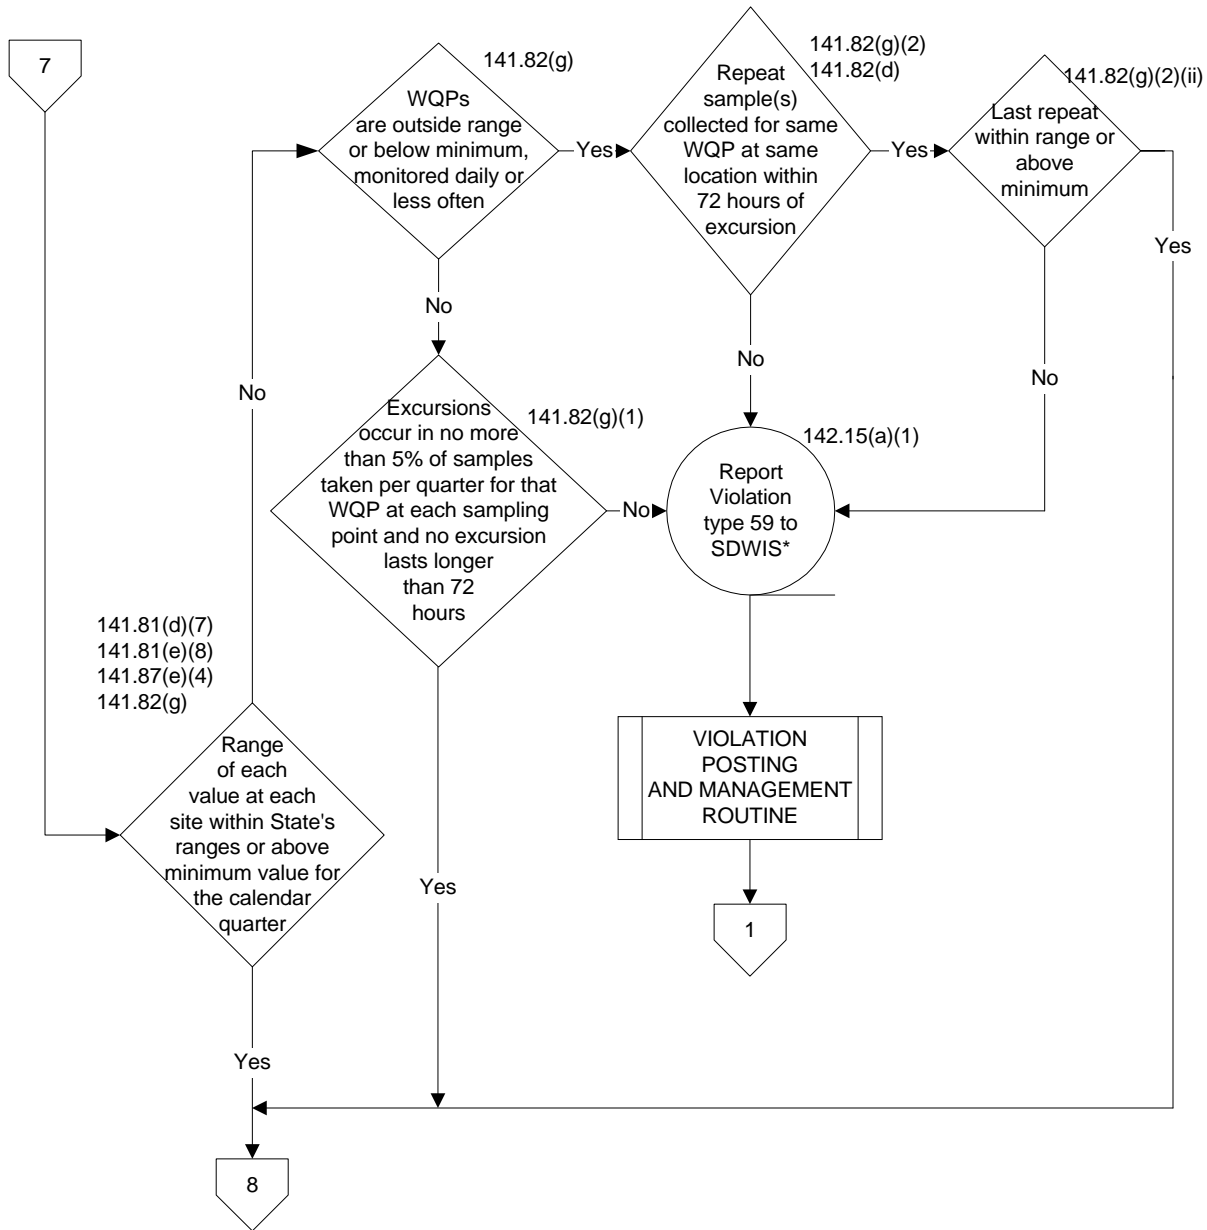 7
141.82(g)
WQPs
are outside range
or below minimum,
monitored daily or
less often
Yes
141.82(g)(2)
141.82(d)
Repeat
sample(s)
collected for same
WQP at same
location within
72 hours of
excursion
Yes
141.82(g)(2)(ii)
Last repeat
within range or
above
minimum
Yes
No
No
No
No
Excursions
occur in no more
than 5% of samples
taken per quarter for that
WQP at each sampling
point and no excursion
lasts longer
than 72
hours
141.82(g)(1)
No
142.15(a)(1)
Report
Violation
type 59 to
SDWIS*
141.81(d)(7)
141.81(e)(8)
141.87(e)(4)
141.82(g)
Range
of each
value at each
site within State's
ranges or above
minimum value for
the calendar
quarter
VIOLATION
POSTING
AND MANAGEMENT
ROUTINE
Yes
1
Yes
8